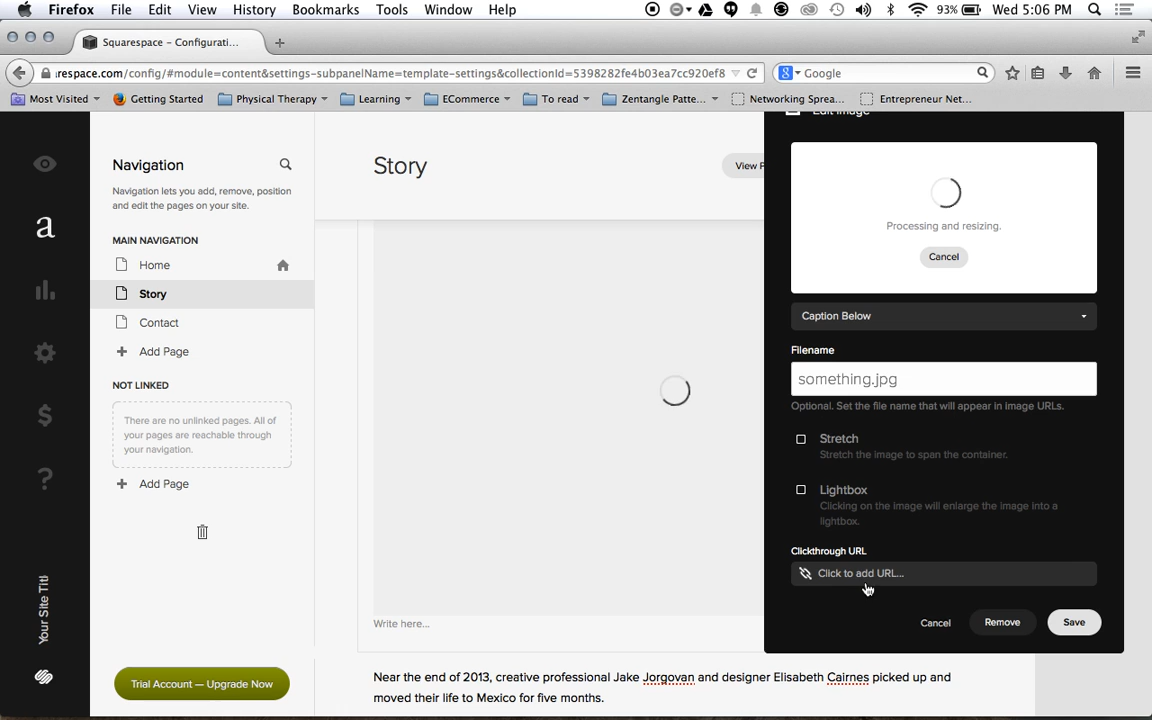 Firefox File Edit View History Bookmarks Tools Window Help 93% Wed 5:06 PM
Squarespace - Configurati...
respace.com/config/#module=content&settings-subpanelName=template-settings&collectionId=5398282fe4b03ea7cc920ef8 Google
Most Visited Getting Started Physical Therapy Learning ECommerce To read Zentangle Patte... Networking Sprea... Entrepreneur Net...
Edit Image
Navigation
Navigation lets you add, remove, position
and edit the pages on your site.
MAIN NAVIGATION
Home
Story
Contact
+ Add Page
NOT LINKED
There are no unlinked pages. All of
your pages are reachable through
your navigation.
+ Add Page
a
$
?
Your Site Titl
Trial Account — Upgrade Now
Story
View
Write here...
Near the end of 2013, creative professional Jake Jorgovan and designer Elisabeth Cairnes picked up and
moved their life to Mexico for five months.
Processing and resizing.
Cancel
Caption Below
Filename
something.jpg
Optional. Set the file name that will appear in image URLs.
Stretch
Stretch the image to span the container.
Lightbox
Clicking on the image will enlarge the image into a
lightbox.
Clickthrough URL
Click to add URL...
Cancel Remove Save